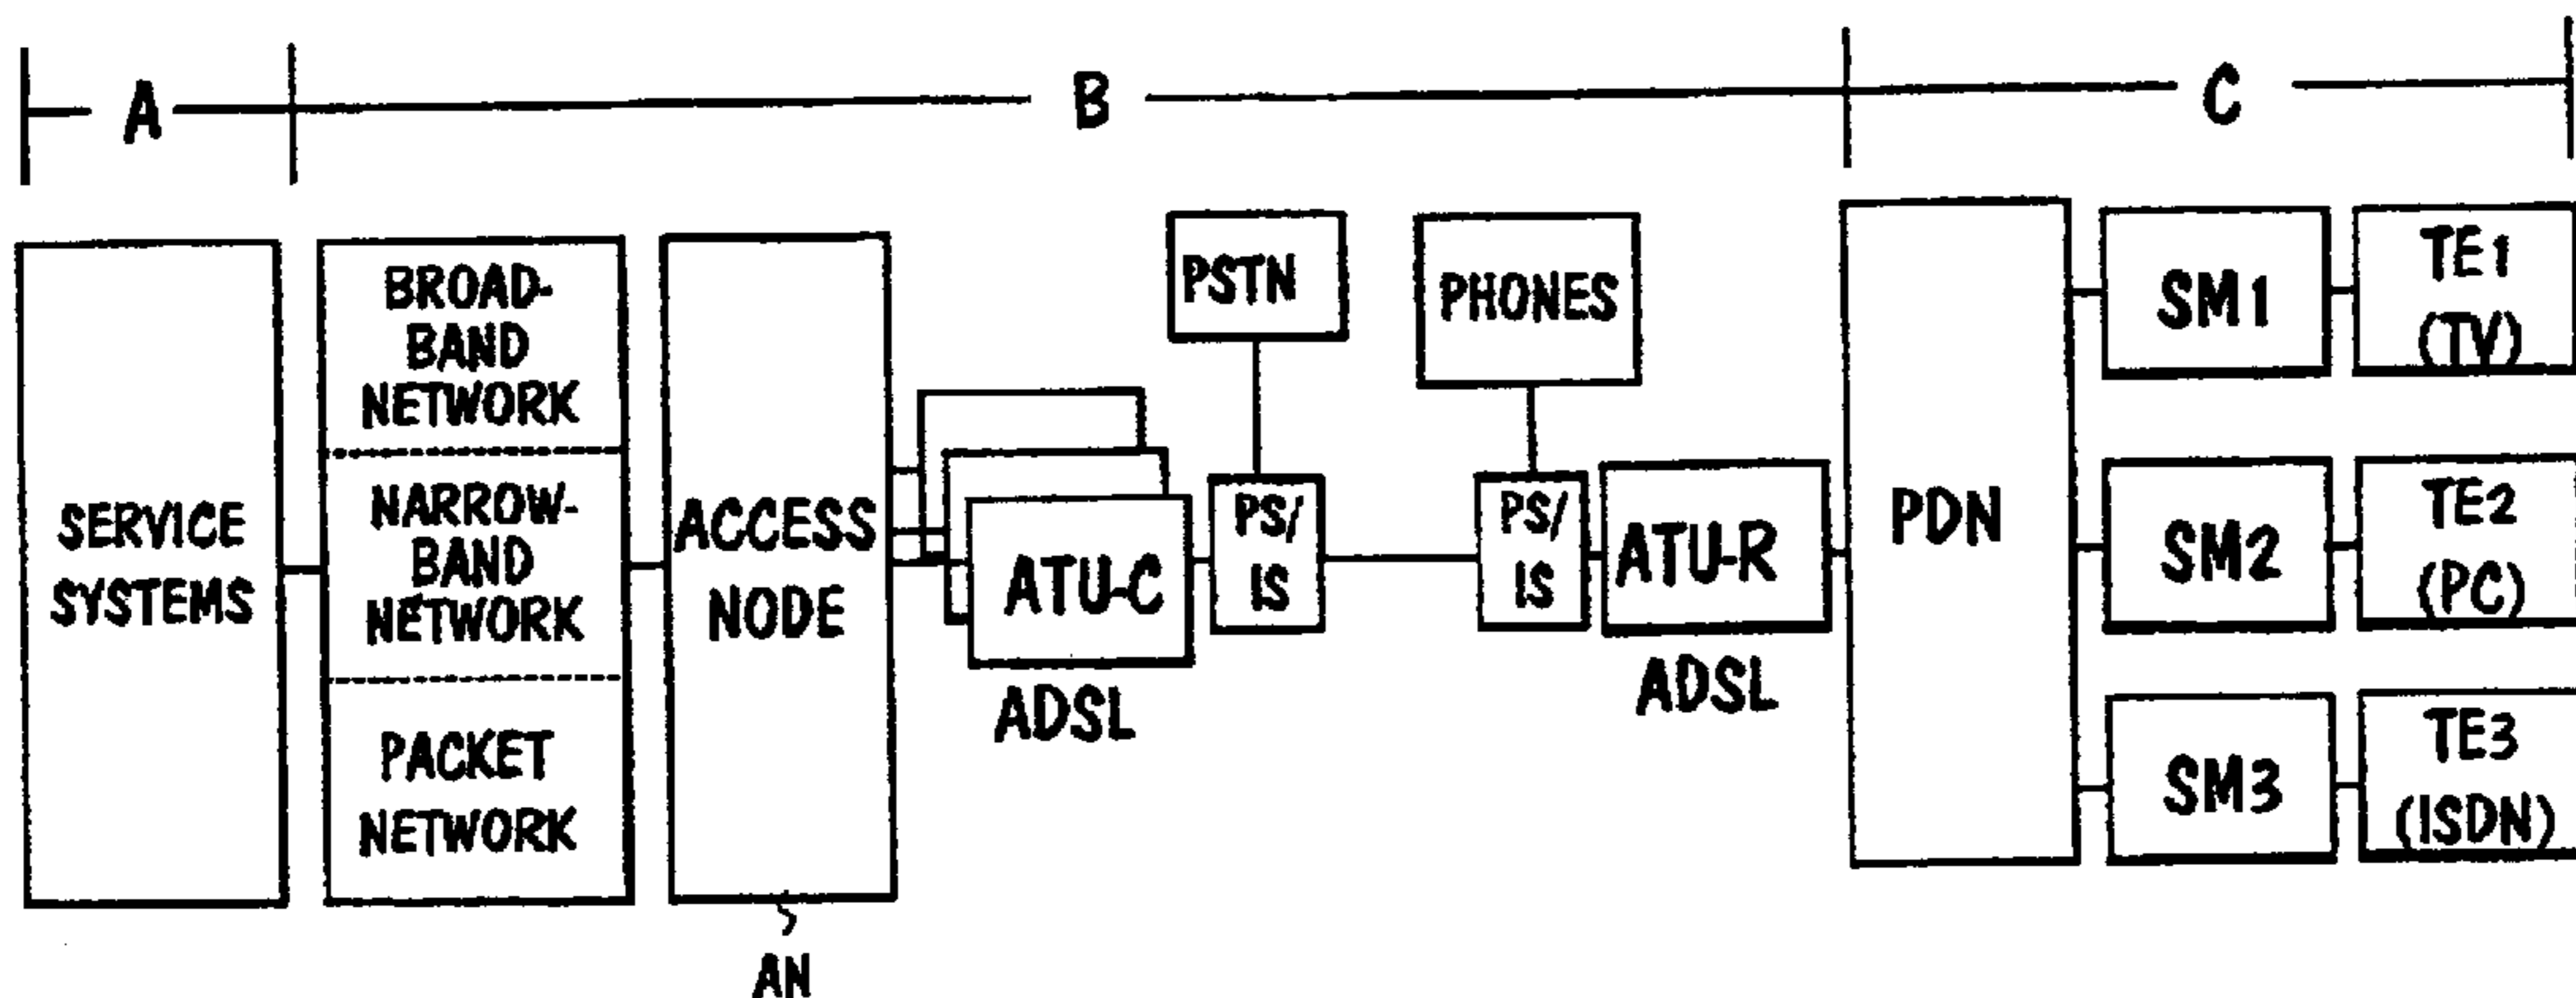 A
B
C
SERVICE
SYSTEMS
BROAD-
BAND
NETWORK
NARROW-
BAND
NETWORK
PACKET
NETWORK
ACCESS
NODE
AN
ATU-C
ADSL
PSTN
PS/
IS
PHONES
PS/
IS
ATU-R
ADSL
PDN
SM1
TE1
(TV)
SM2
TE2
(PC)
SM3
TE3
(ISDN)